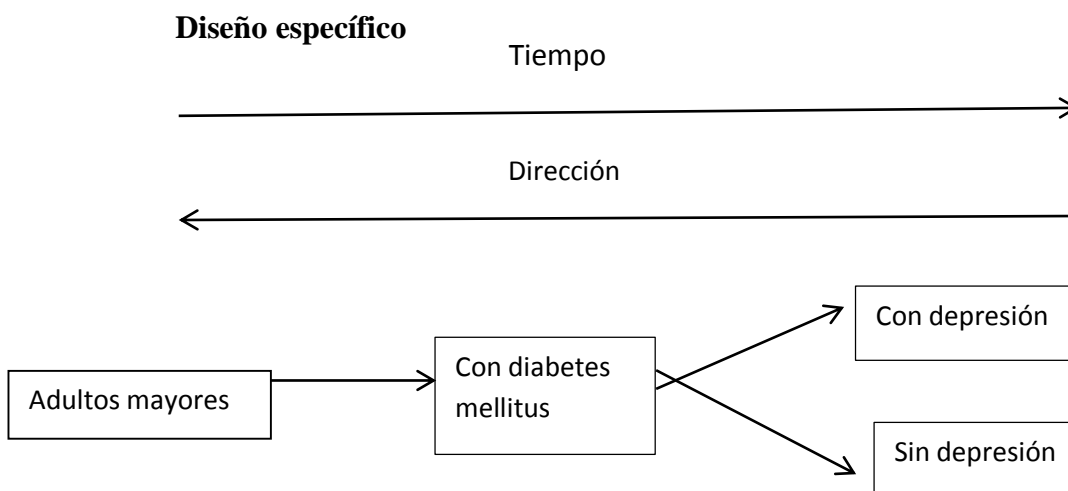 Diseño específico
Tiempo
Dirección
Con depresión
Con diabetes
mellitus
Adultos mayores
Sin depresión